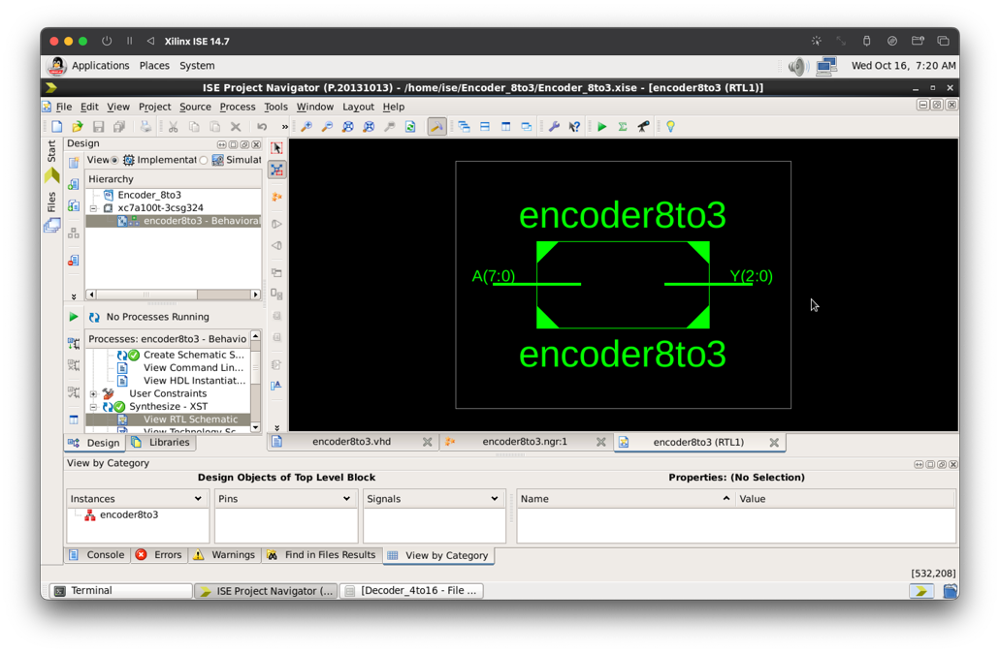 Xilinx ISE 14.7
Applications Places System
Wed Oct 16, 7:20 AM
ISE Project Navigator (P.20131013) - /home/ise/Encoder_8to3/Encoder_8to3.xise - [encoder8to3 (RTL1)]
File Edit View Project Source Process Tools Window Layout Help
Start
Files
Design
View Implementat Simulat
Hierarchy
Encoder_8to3
xc7a100t-3csg324
encoder8to3 - Behavioral
No Processes Running
Processes: encoder8to3 - Behavio
Create Schematic S...
View Command Lin...
View HDL Instantiat...
User Constraints
Synthesize - XST
View RTL Schematic
View Technology Sc
Design Libraries
encoder8to3
A(7:0) Y(2:0)
encoder8to3
encoder8to3.vhd encoder8to3.ngr:1 encoder8to3 (RTL1)
View by Category
Design Objects of Top Level Block Properties: (No Selection)
Instances Pins Signals Name Value
encoder8to3
Console Errors Warnings Find in Files Results View by Category
[532,208]
Terminal ISE Project Navigator (... [Decoder_4to16 - File ...